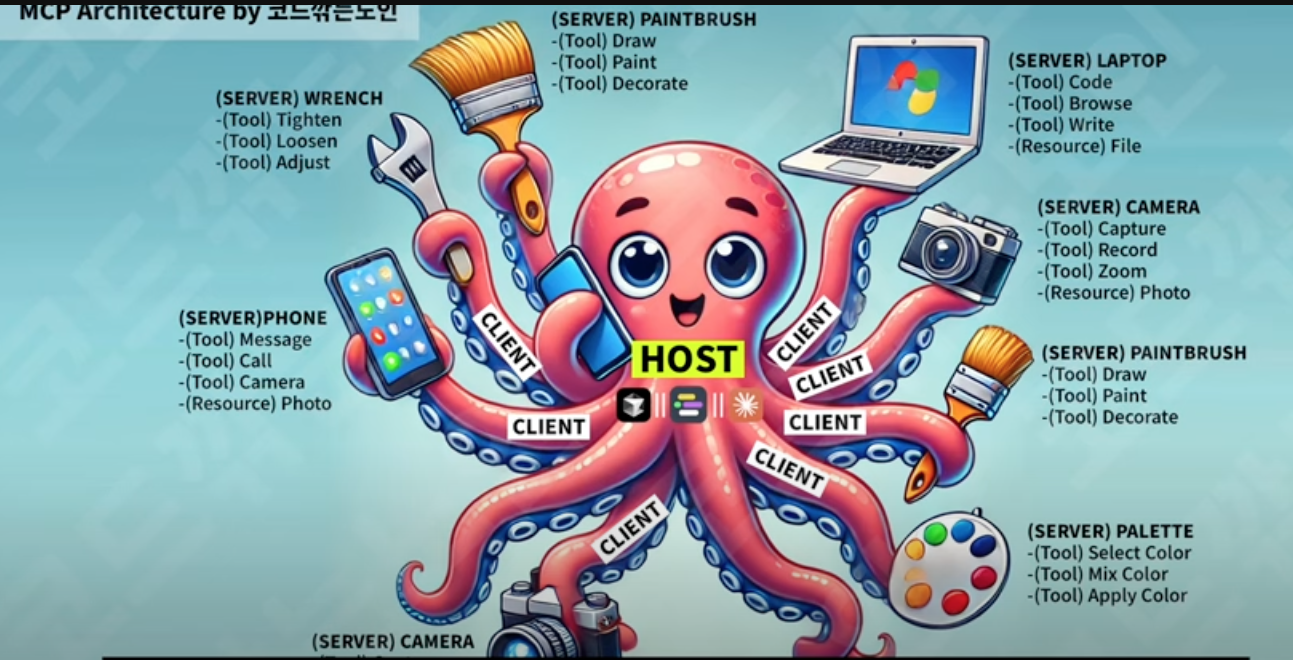 MCP Architecture by 코드깎는노인
(SERVER) PAINTBRUSH
-(Tool) Draw
-(Tool) Paint
-(Tool) Decorate
(SERVER) WRENCH
-(Tool) Tighten
-(Tool) Loosen
-(Tool) Adjust
(SERVER) LAPTOP
-(Tool) Code
-(Tool) Browse
-(Tool) Write
-(Resource) File
(SERVER) CAMERA
-(Tool) Capture
-(Tool) Record
-(Tool) Zoom
-(Resource) Photo
(SERVER)PHONE
-(Tool) Message
-(Tool) Call
-(Tool) Camera
-(Resource) Photo
CLIENT
CLIENT
HOST
CLIENT
(SERVER) PAINTBRUSH
-(Tool) Draw
-(Tool) Paint
-(Tool) Decorate
CLIENT
CLIENT
CLIENT
CLIENT
(SERVER) PALETTE
-(Tool) Select Color
-(Tool) Mix Color
-(Tool) Apply Color
(SERVER) CAMERA